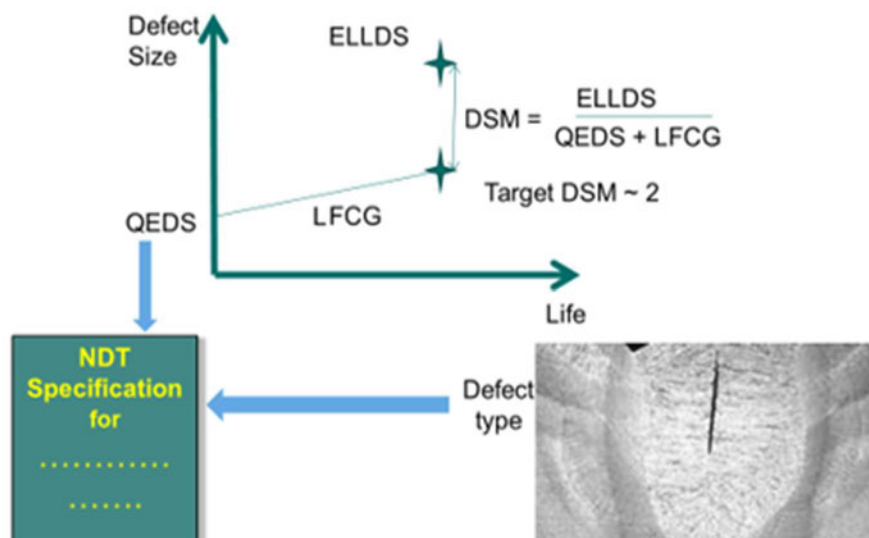 Defect
Size
ELLDS
DSM =
ELLDS
QEDS + LFCG
Target DSM ~ 2
LFCG
QEDS
Life
NDT
Specification
for
............
.......
Defect
type